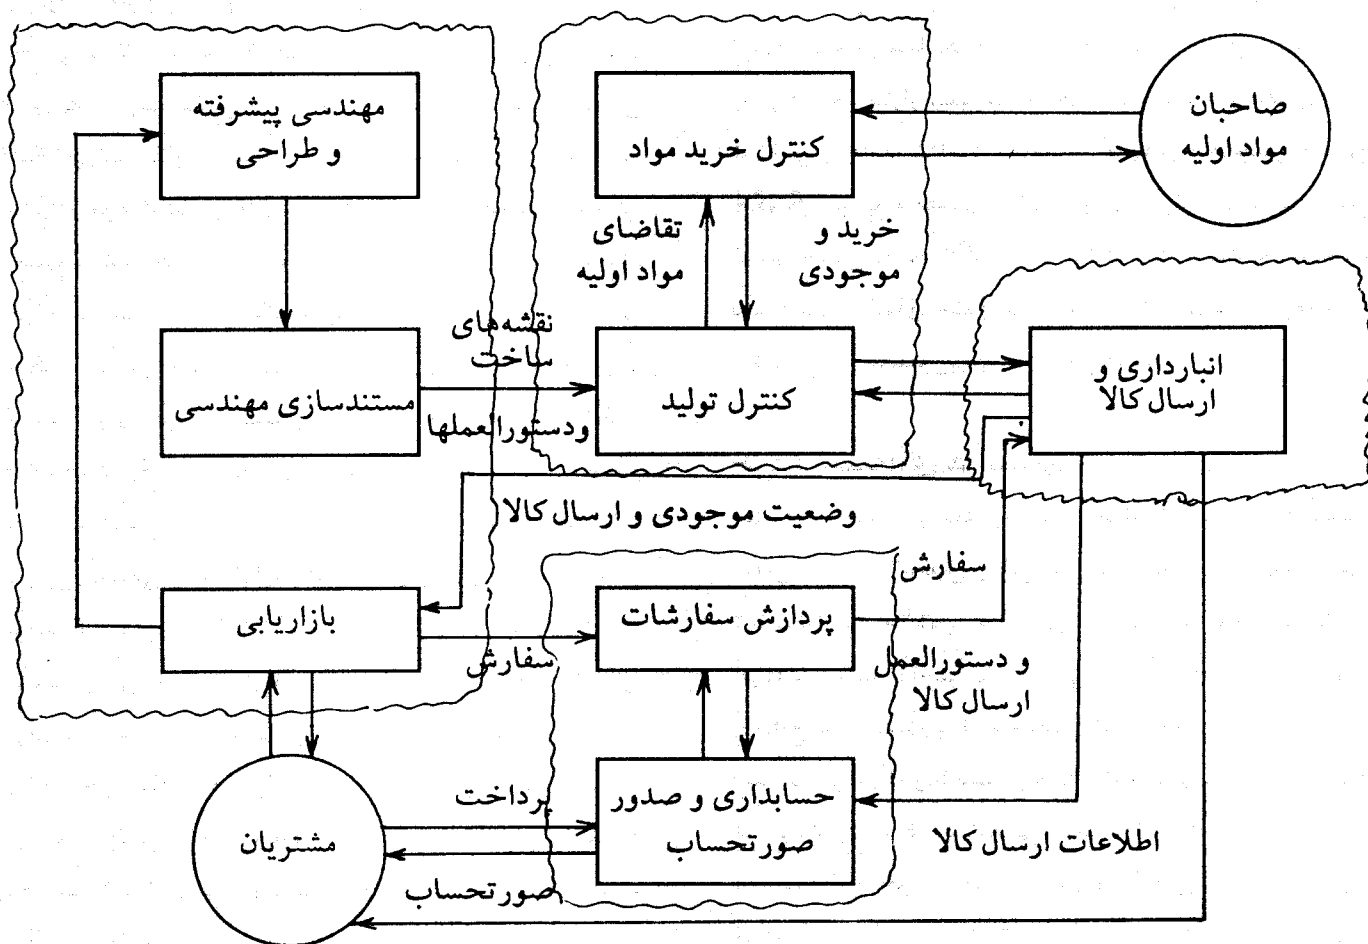 مهندسی پیشرفته
و طراحی
کنترل خرید مواد
صاحبان
مواد اولیه
تقاضای
مواد اولیه
خرید و
موجودی
نقشه‌های
ساخت
ودستورالعملها
مستندسازی مهندسی
کنترل تولید
انبارداری و
ارسال کالا
وضعیت موجودی و ارسال کالا
سفارش
و دستورالعمل
ارسال کالا
بازاریابی
سفارش
پردازش سفارشات
پرداخت
حسابداری و صدور
صورتحساب
مشتریان
صورتحساب
اطلاعات ارسال کالا